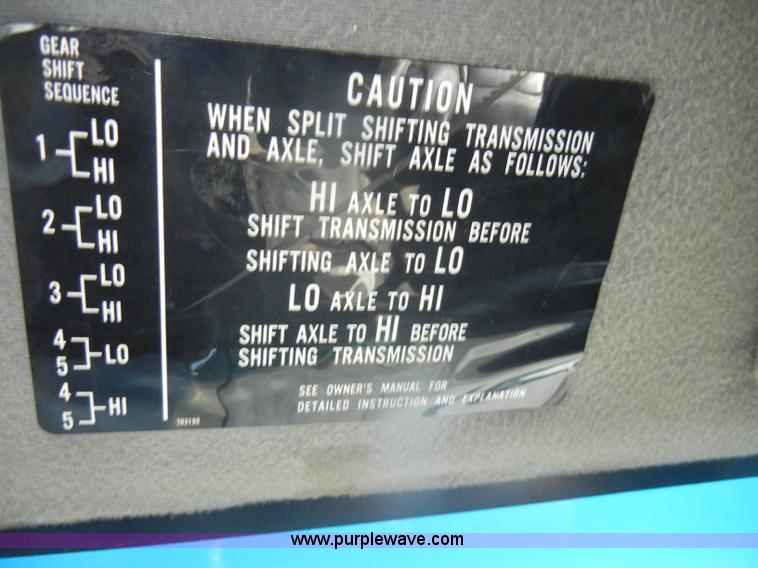 GEAR
SHIFT
SEQUENCE
1 LO
HI
2 LO
HI
3 LO
HI
4
5 LO
4
5 HI
CAUTION
WHEN SPLIT SHIFTING TRANSMISSION
AND AXLE, SHIFT AXLE AS FOLLOWS:
HI AXLE TO LO
SHIFT TRANSMISSION BEFORE
SHIFTING AXLE TO LO
LO AXLE TO HI
SHIFT AXLE TO HI BEFORE
SHIFTING TRANSMISSION
SEE OWNER'S MANUAL FOR
DETAILED INSTRUCTION AND EXPLANATION
703199
www.purplewave.com